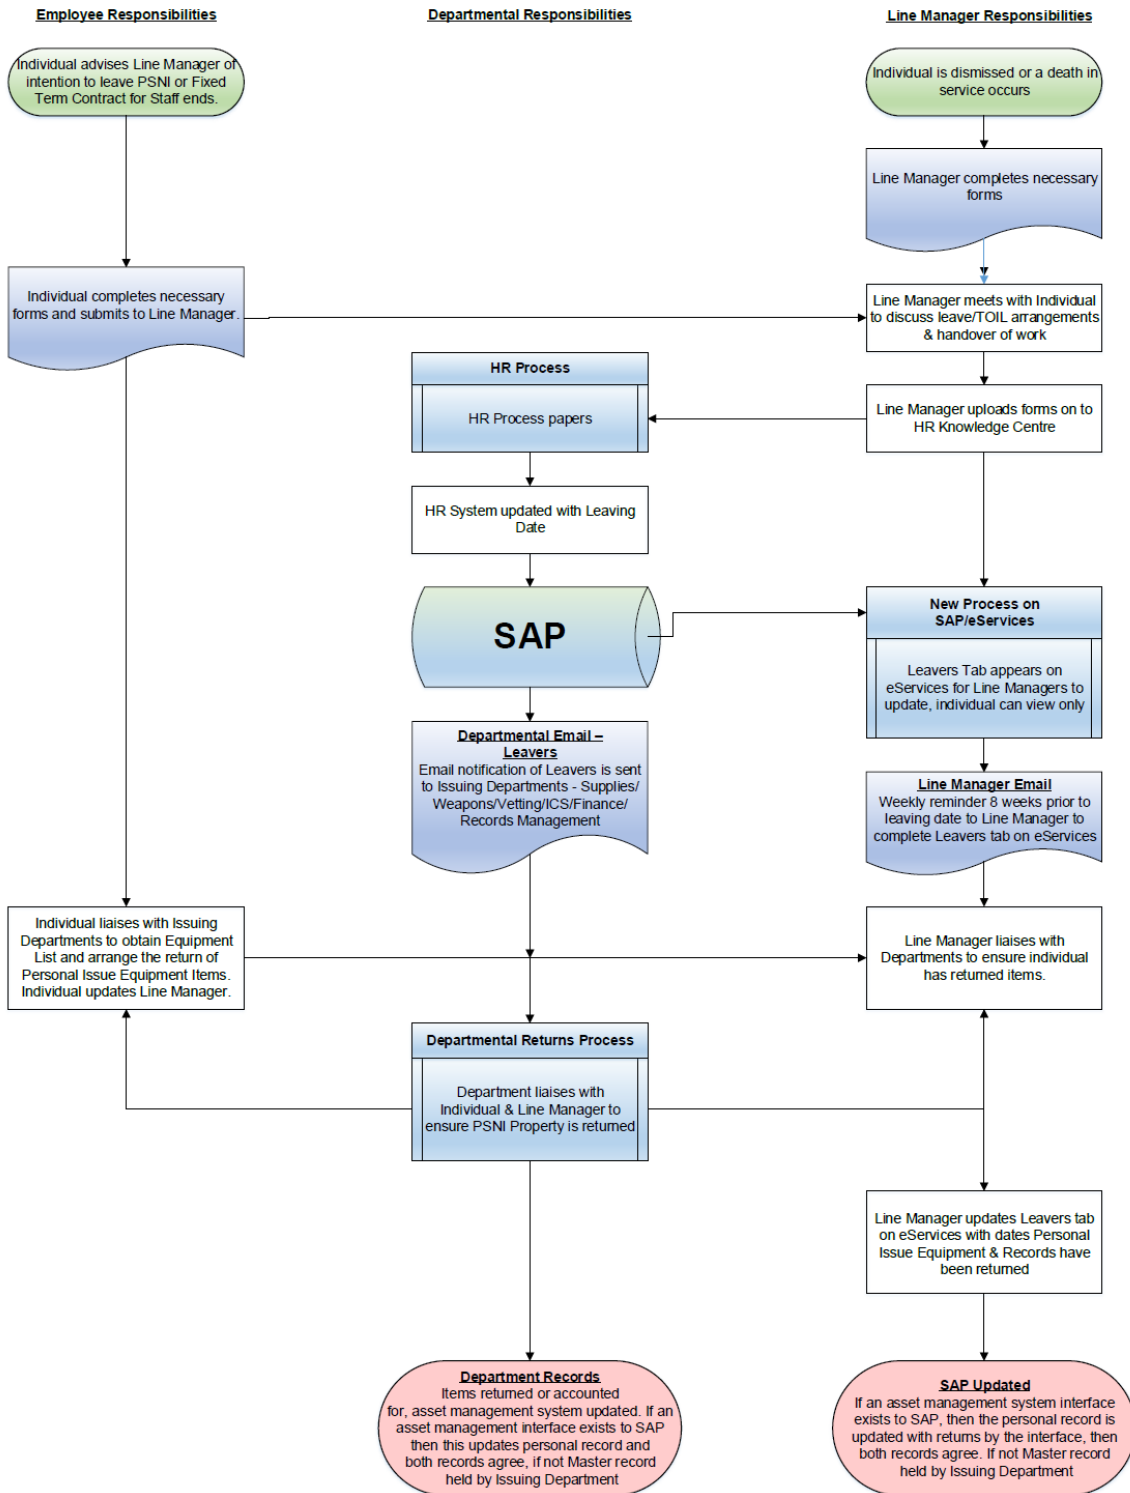 Employee Responsibilities
Departmental Responsibilities
Line Manager Responsibilities
Individual advises Line Manager of
intention to leave PSNI or Fixed
Term Contract for Staff ends.
Individual is dismissed or a death in
service occurs
Line Manager completes necessary
forms
Individual completes necessary
forms and submits to Line Manager.
Line Manager meets with Individual
to discuss leave/TOIL arrangements
& handover of work
HR Process
HR Process papers
Line Manager uploads forms on to
HR Knowledge Centre
HR System updated with Leaving
Date
SAP
New Process on
SAP/eServices
Leavers Tab appears on
eServices for Line Managers to
update, individual can view only
Departmental Email –
Leavers
Email notification of Leavers is sent
to Issuing Departments - Supplies/
Weapons/Vetting/ICS/Finance/
Records Management
Line Manager Email
Weekly reminder 8 weeks prior to
leaving date to Line Manager to
complete Leavers tab on eServices
Individual liaises with Issuing
Departments to obtain Equipment
List and arrange the return of
Personal Issue Equipment Items.
Individual updates Line Manager.
Line Manager liaises with
Departments to ensure individual
has returned items.
Departmental Returns Process
Department liaises with
Individual & Line Manager to
ensure PSNI Property is returned
Line Manager updates Leavers tab
on eServices with dates Personal
Issue Equipment & Records have
been returned
Department Records
Items returned or accounted
for, asset management system updated. If an
asset management interface exists to SAP
then this updates personal record and
both records agree, if not Master record
held by Issuing Department
SAP Updated
If an asset management system interface
exists to SAP, then the personal record is
updated with returns by the interface, then
both records agree. If not Master record
held by Issuing Department